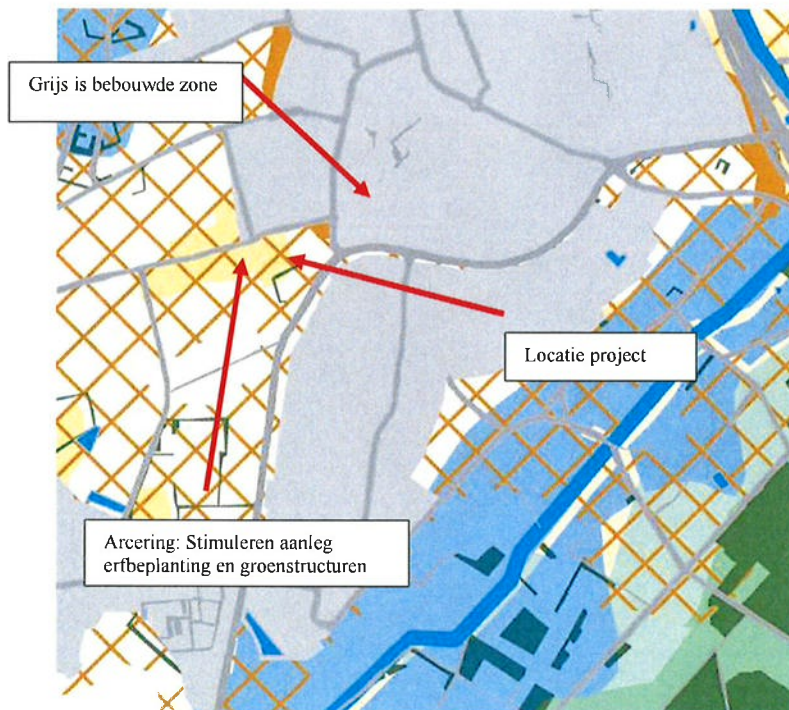 Grijs is bebouwde zone
Locatie project
Arcering: Stimuleren aanleg
erfbeplanting en groenstructuren